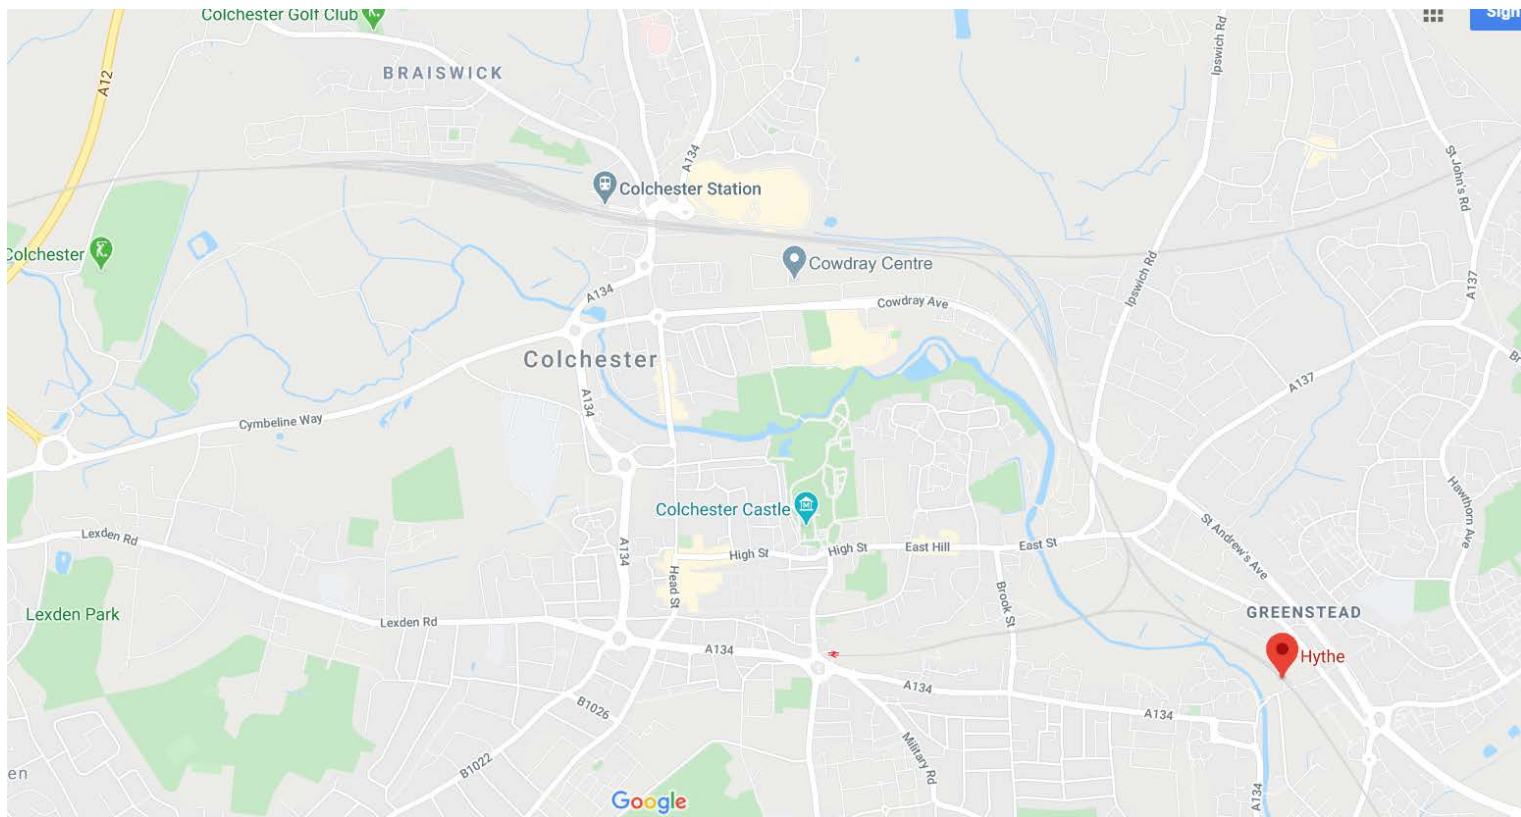 Colchester Golf Club
Sign
A12
BRAISWICK
Ipswich Rd
A134
St John's Rd
Colchester Station
Colchester
Cowdray Centre
Ipswich Rd
A137
A134
Cowdray Ave
Colchester
A134
A137
Cymbeline Way
Hawthorn Ave
Colchester Castle
St Andrew's Ave
Lexden Rd
A134
High St
High St
East Hill
East St
Head St
Brook St
Lexden Park
Lexden Rd
GREENSTEAD
A134
Hythe
A134
B1026
A134
Military Rd
B1022
en
A134
Google